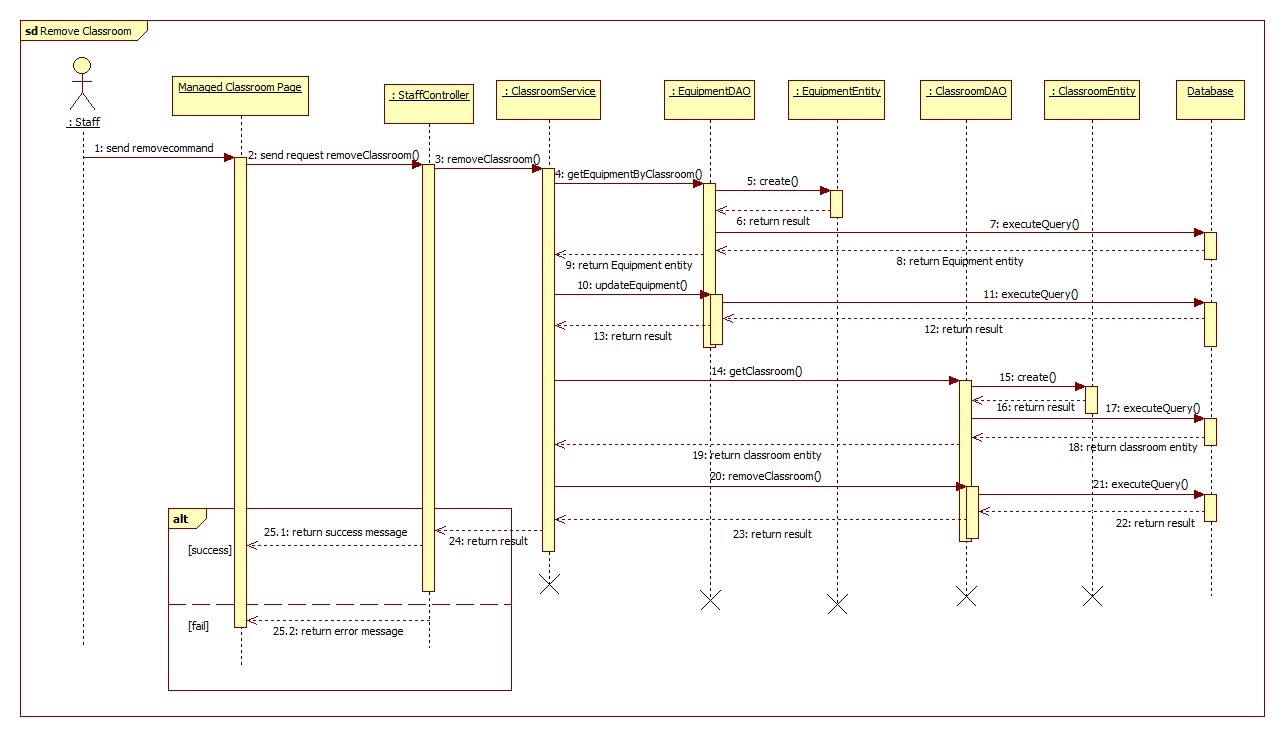 sd Remove Classroom
: Staff
Managed Classroom Page
: StaffController
: ClassroomService
: EquipmentDAO
: EquipmentEntity
: ClassroomDAO
: ClassroomEntity
Database
1: send removecommand
2: send request removeClassroom()
3: removeClassroom()
4: getEquipmentByClassroom()
5: create()
6: return result
7: executeQuery()
8: return Equipment entity
9: return Equipment entity
10: updateEquipment()
11: executeQuery()
12: return result
13: return result
14: getClassroom()
15: create()
16: return result
17: executeQuery()
18: return classroom entity
19: return classroom entity
20: removeClassroom()
21: executeQuery()
22: return result
23: return result
24: return result
alt
25.1: return success message
[success]
[fail]
25.2: return error message